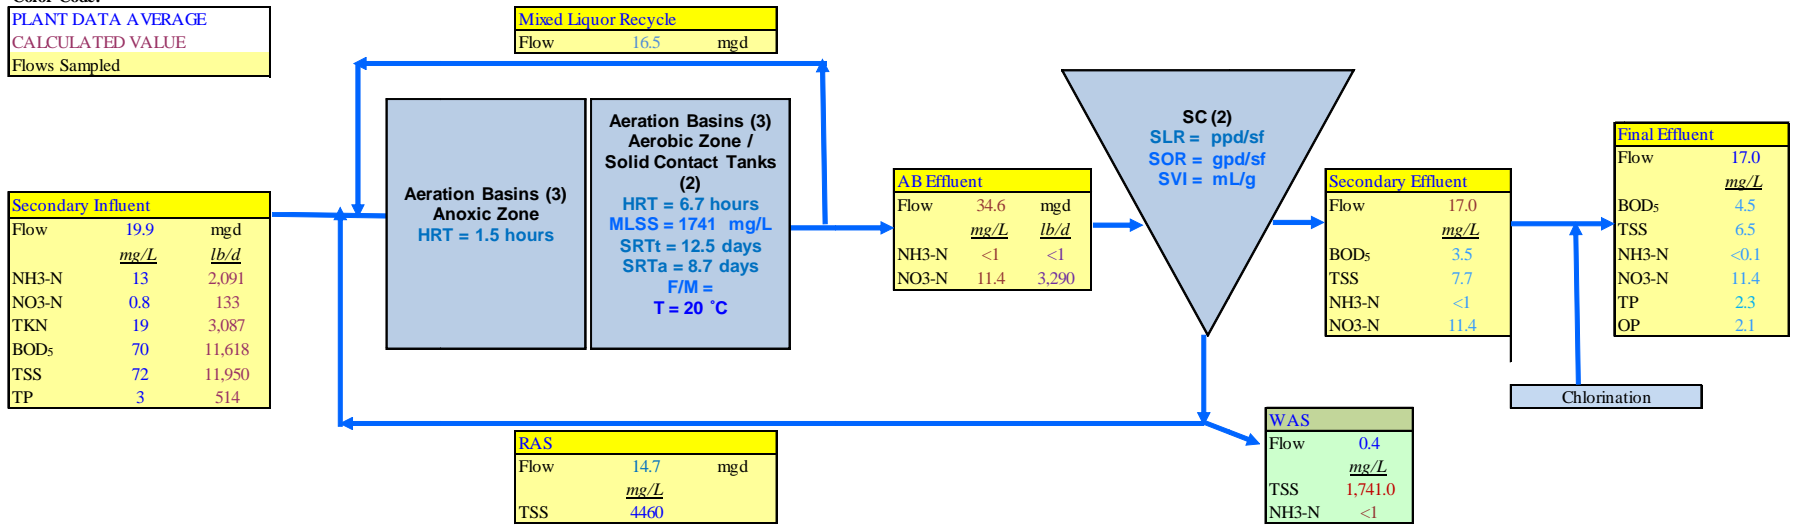 Color Code:
PLANT DATA AVERAGE
CALCULATED VALUE
Flows Sampled
Mixed Liquor Recycle
Flow 16.5 mgd
Secondary Influent
Flow 19.9 mgd
mg/L lb/d
NH3-N 13 2,091
NO3-N 0.8 133
TKN 19 3,087
BOD5 70 11,618
TSS 72 11,950
TP 3 514
Aeration Basins (3)
Anoxic Zone
HRT = 1.5 hours
Aeration Basins (3)
Aerobic Zone /
Solid Contact Tanks
(2)
HRT = 6.7 hours
MLSS = 1741 mg/L
SRTt = 12.5 days
SRTa = 8.7 days
F/M =
T = 20 ˚C
AB Effluent
Flow 34.6 mgd
mg/L lb/d
NH3-N <1 <1
NO3-N 11.4 3,290
SC (2)
SLR = ppd/sf
SOR = gpd/sf
SVI = mL/g
Secondary Effluent
Flow 17.0
mg/L
BOD5 3.5
TSS 7.7
NH3-N <1
NO3-N 11.4
Final Effluent
Flow 17.0
mg/L
BOD5 4.5
TSS 6.5
NH3-N <0.1
NO3-N 11.4
TP 2.3
OP 2.1
Chlorination
RAS
Flow 14.7 mgd
mg/L
TSS 4460
WAS
Flow 0.4
mg/L
TSS 1,741.0
NH3-N <1